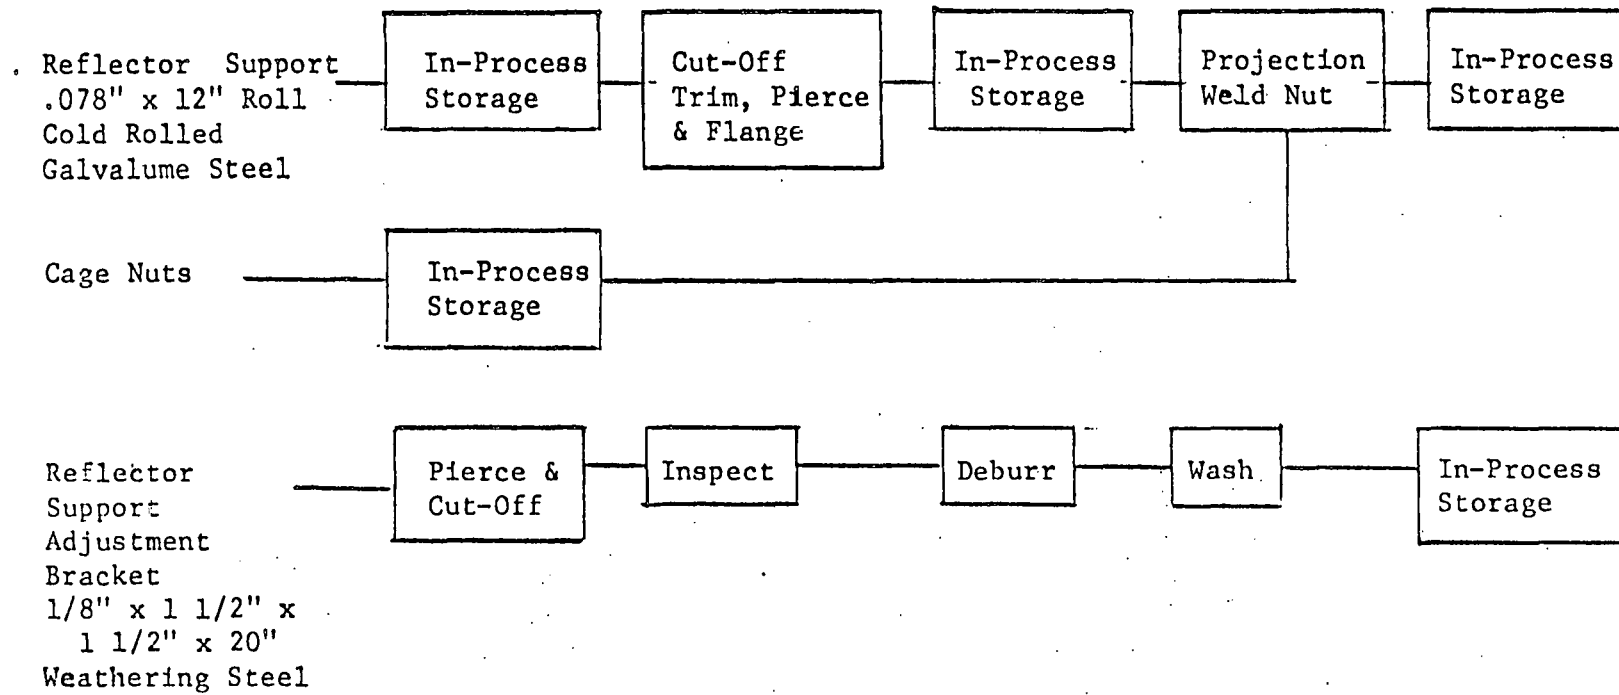 Reflector Support
.078" x 12" Roll
Cold Rolled
Galvalume Steel
In-Process
Storage
Cut-Off
Trim, Pierce
& Flange
In-Process
Storage
Projection
Weld Nut
In-Process
Storage
Cage Nuts
In-Process
Storage
Reflector
Support
Adjustment
Bracket
1/8" x 1 1/2" x
1 1/2" x 20"
Weathering Steel
Pierce &
Cut-Off
Inspect
Deburr
Wash
In-Process
Storage